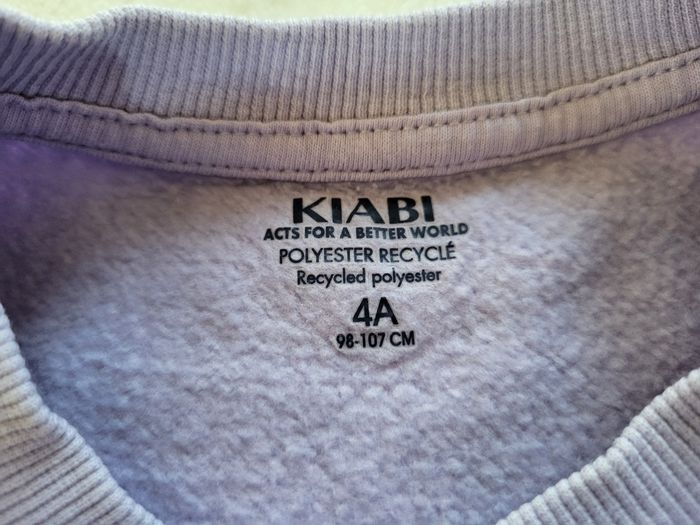 KIABI
ACTS FOR A BETTER WORLD
POLYESTER RECYCLÉ
Recycled polyester
4A
98-107 CM